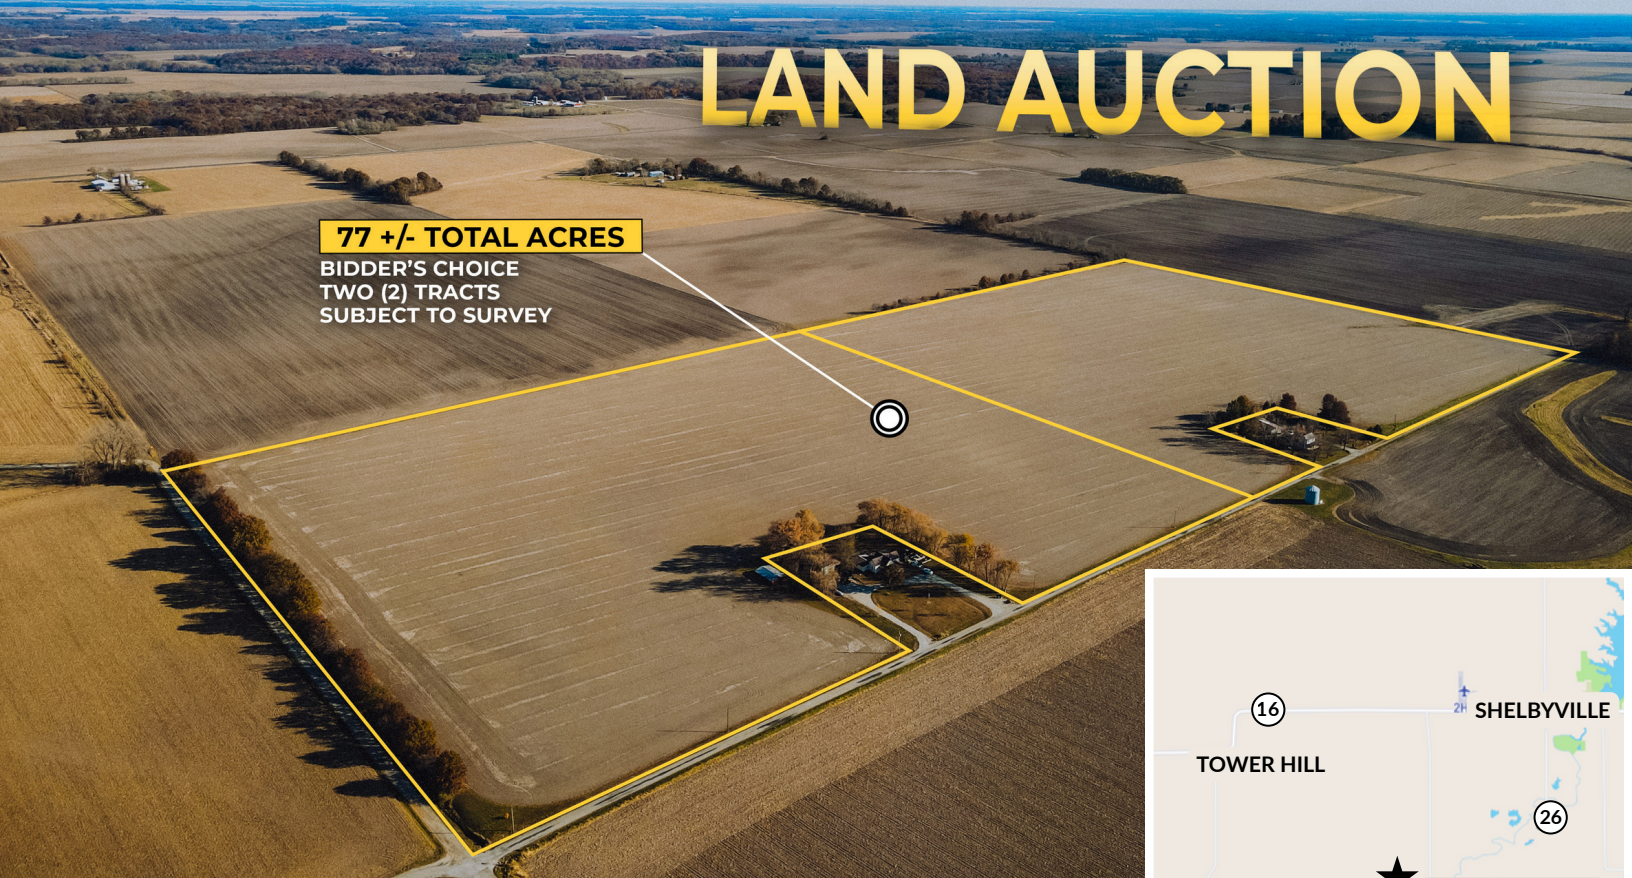 LAND AUCTION
77 +/- TOTAL ACRES
BIDDER'S CHOICE
TWO (2) TRACTS
SUBJECT TO SURVEY
16
2H
SHELBYVILLE
TOWER HILL
26